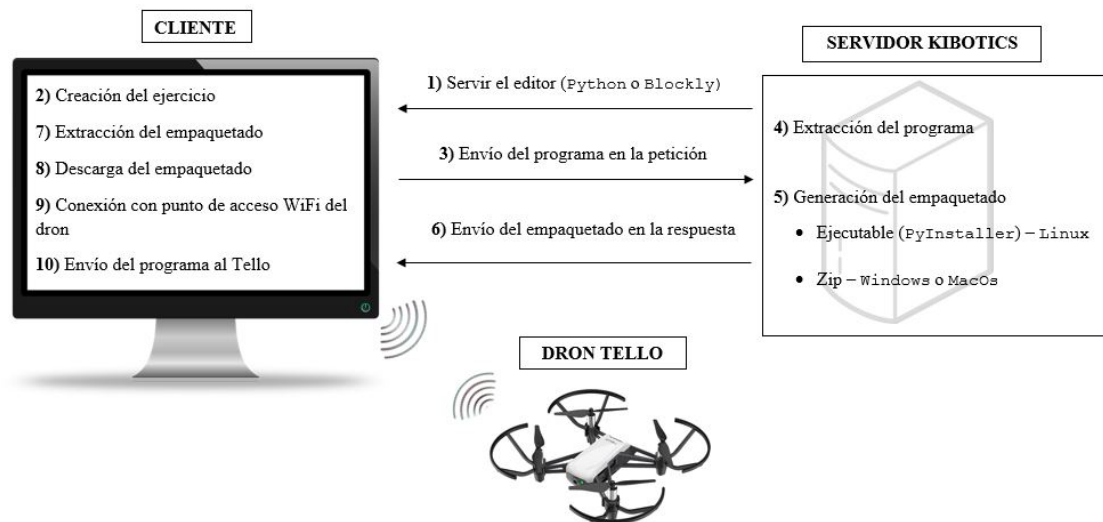 CLIENTE
SERVIDOR KIBOTICS
1) Servir el editor (Python o Blockly)
2) Creación del ejercicio
7) Extracción del empaquetado
8) Descarga del empaquetado
9) Conexión con punto de acceso WiFi del
dron
10) Envío del programa al Tello
3) Envío del programa en la petición
6) Envío del empaquetado en la respuesta
4) Extracción del programa
5) Generación del empaquetado
• Ejecutable (PyInstaller) – Linux
• Zip – Windows o MacOs
DRON TELLO